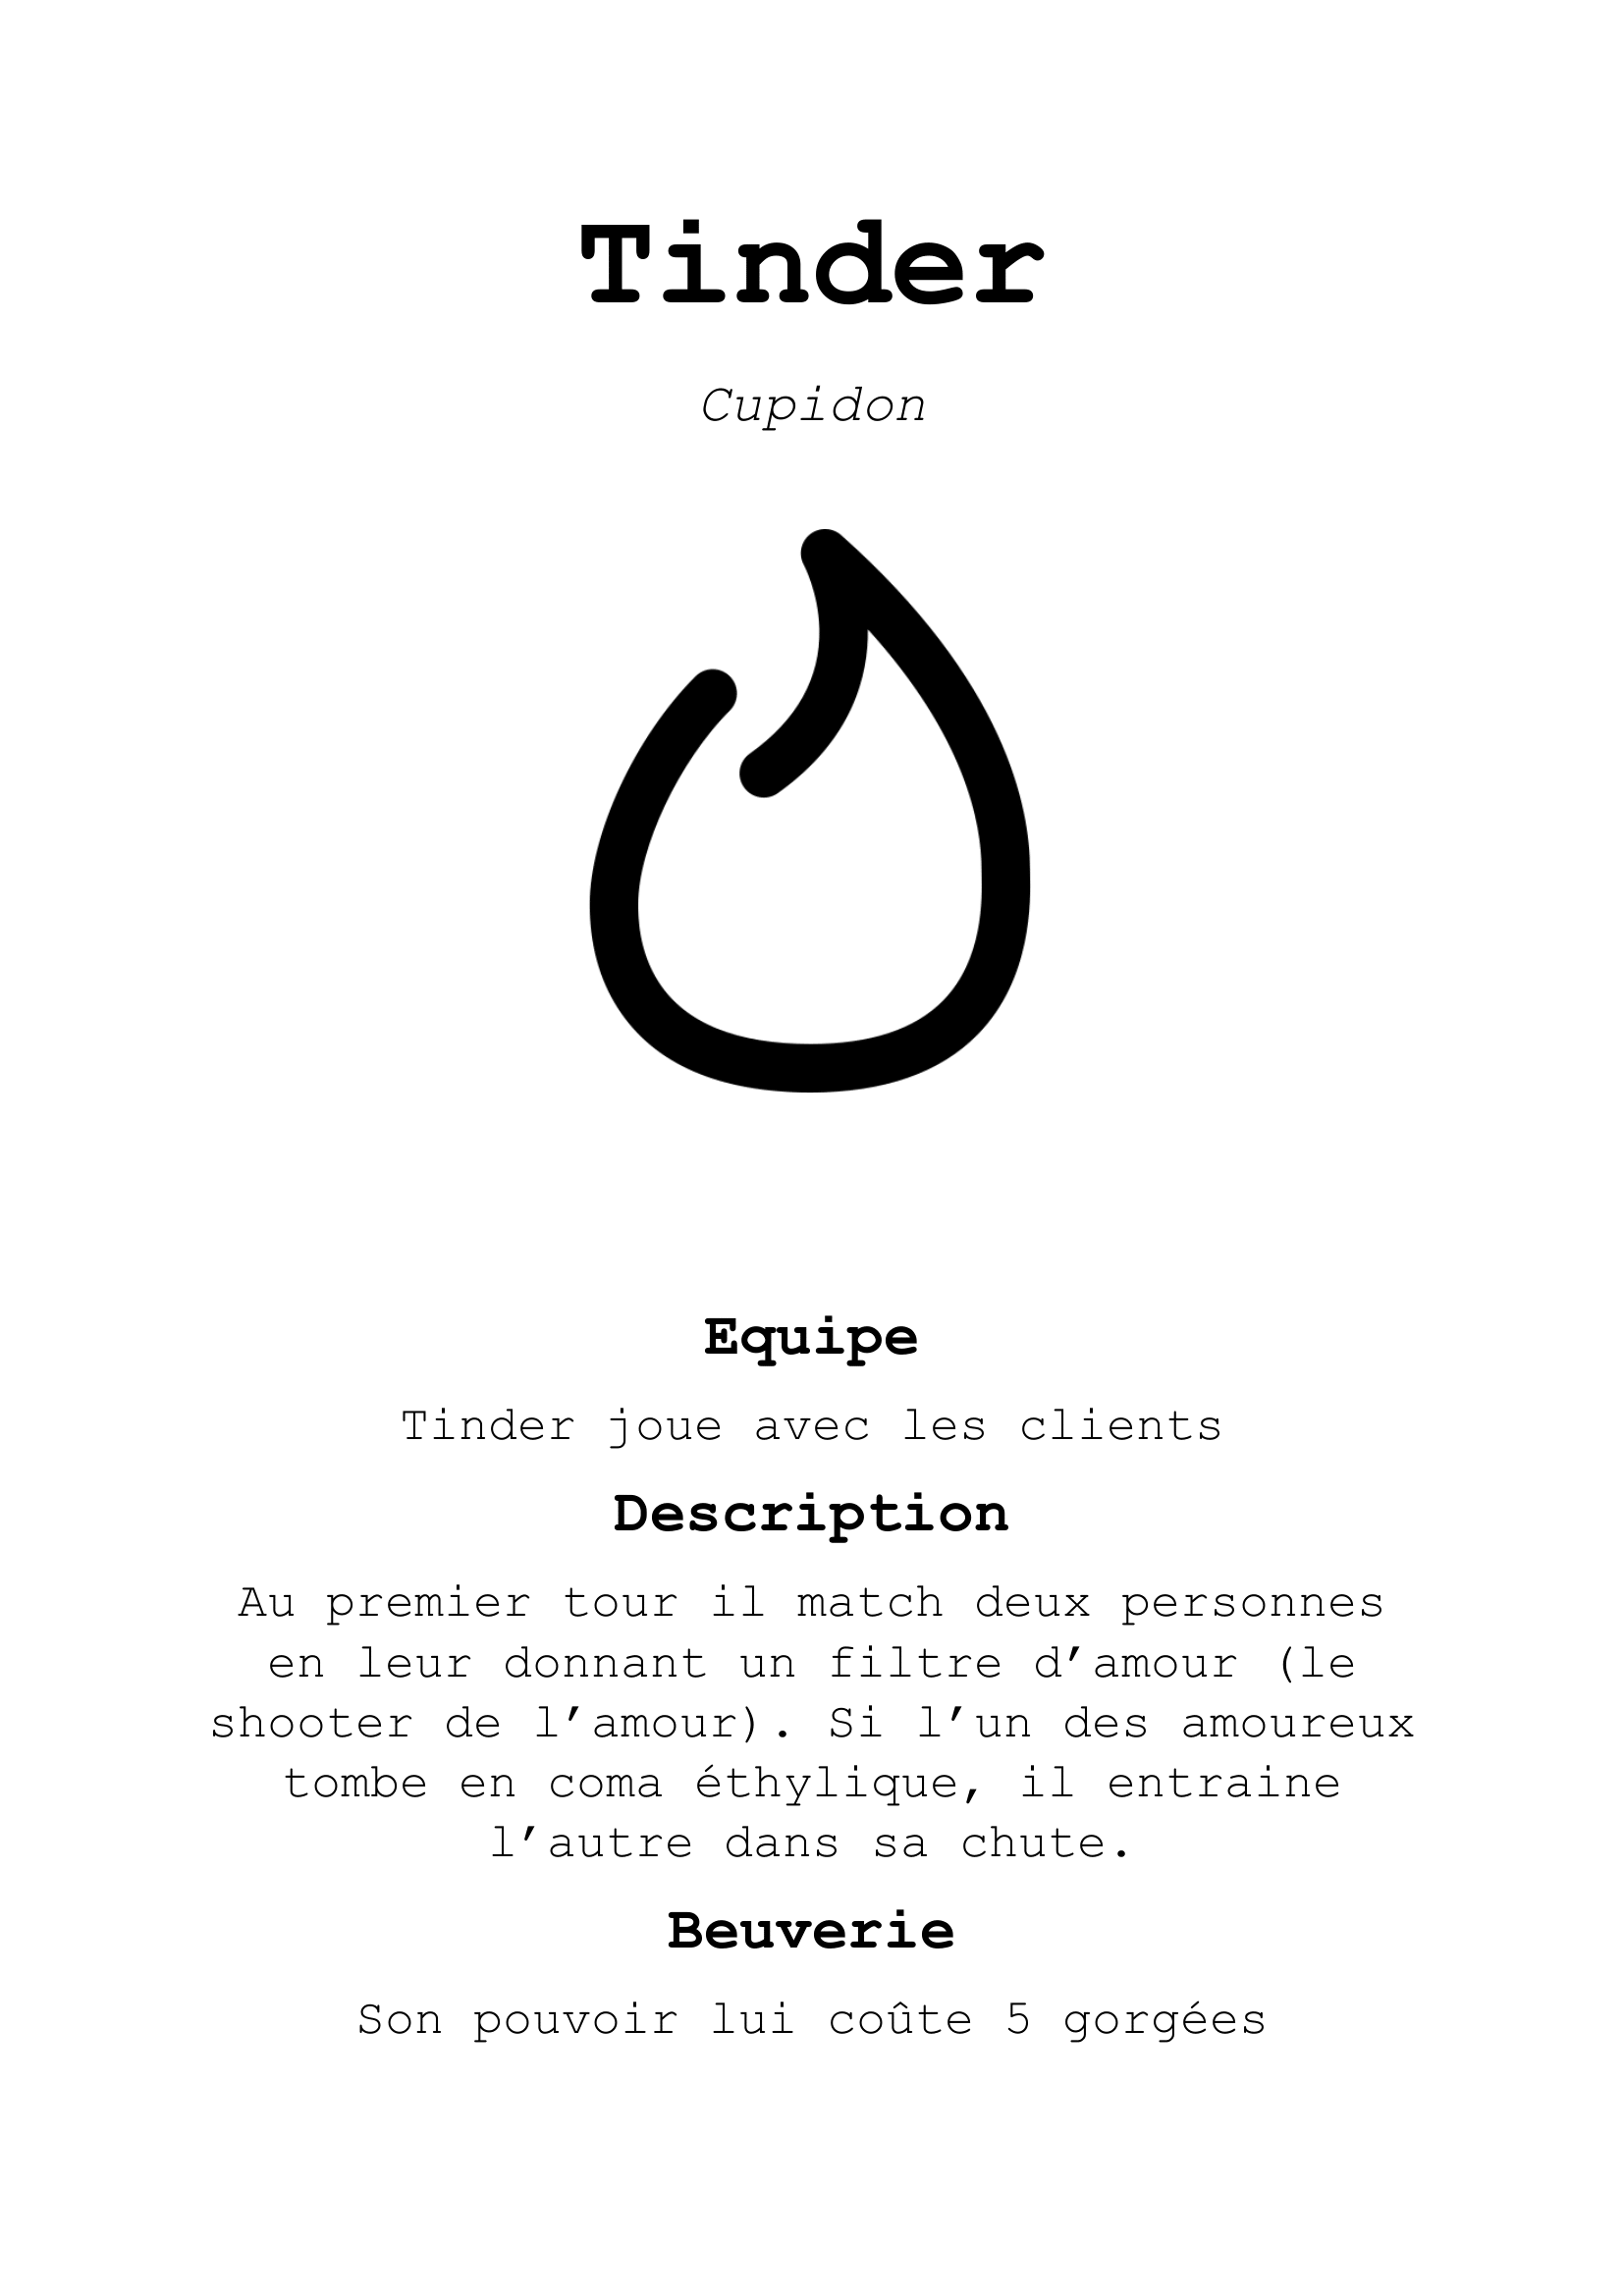 Tinder
Cupidon
Equipe
Tinder joue avec les clients
Description
Au premier tour il match deux personnes
en leur donnant un filtre d’amour (le
shooter de l’amour). Si l’un des amoureux
tombe en coma éthylique, il entraine
l’autre dans sa chute.
Beuverie
Son pouvoir lui coûte 5 gorgées